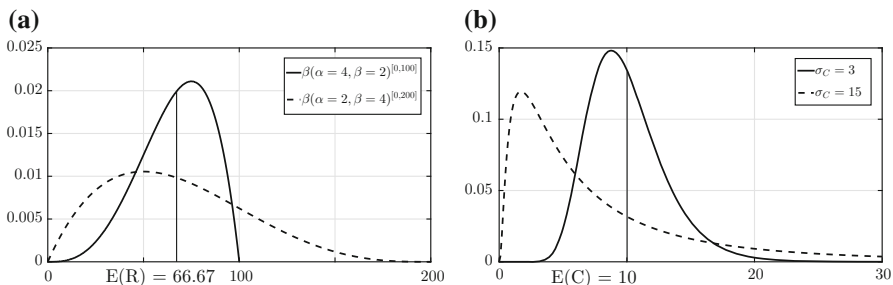 (a)
0.025
0.02
0.015
0.01
0.005
0
β(α = 4, β = 2)^[0,100]
β(α = 2, β = 4)^[0,200]
0
E(R) = 66.67
100
200
(b)
0.15
0.1
0.05
0
σ_C = 3
σ_C = 15
0
E(C) = 10
20
30